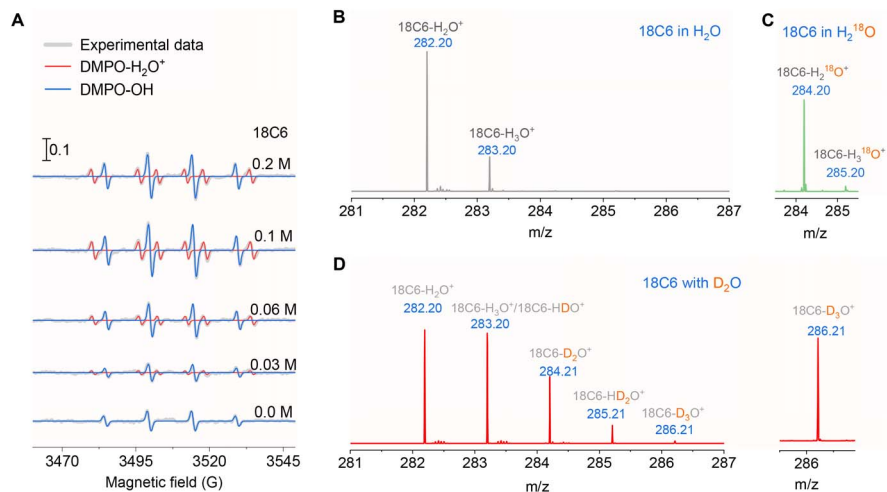 A
Experimental data
DMPO-H₂O⁺
DMPO-OH
0.1
18C6
0.2 M
0.1 M
0.06 M
0.03 M
0.0 M
3470 3495 3520 3545
Magnetic field (G)
B
18C6 in H₂O
18C6-H₂O⁺
282.20
18C6-H₃O⁺
283.20
281 282 283 284 285 286 287
m/z
C
18C6 in H₂¹⁸O
18C6-H₂¹⁸O⁺
284.20
18C6-H₃¹⁸O⁺
285.20
284 285
m/z
D
18C6 with D₂O
18C6-H₂O⁺
282.20
18C6-H₃O⁺/18C6-HDO⁺
283.20
18C6-D₂O⁺
284.21
18C6-HD₂O⁺
285.21
18C6-D₃O⁺
286.21
281 282 283 284 285 286 287
m/z
18C6-D₃O⁺
286.21
286
m/z